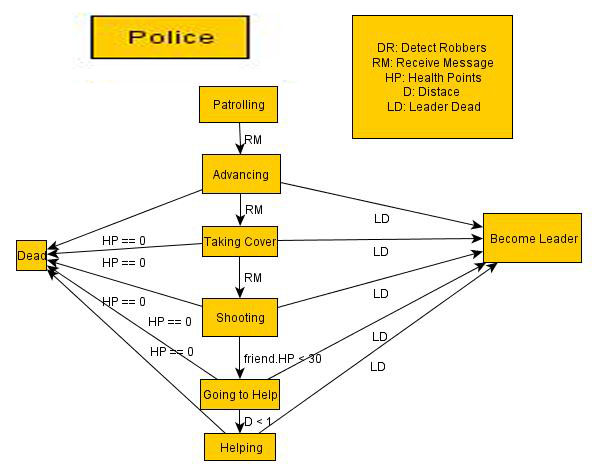 Police
DR: Detect Robbers
RM: Receive Message
HP: Health Points
D: Distace
LD: Leader Dead
Patrolling
RM
Advancing
RM
LD
HP == 0
Taking Cover
Become Leader
Dead
HP == 0
LD
RM
LD
HP == 0
Shooting
HP == 0
LD
HP == 0
friend.HP < 30
LD
Going to Help
D < 1
Helping